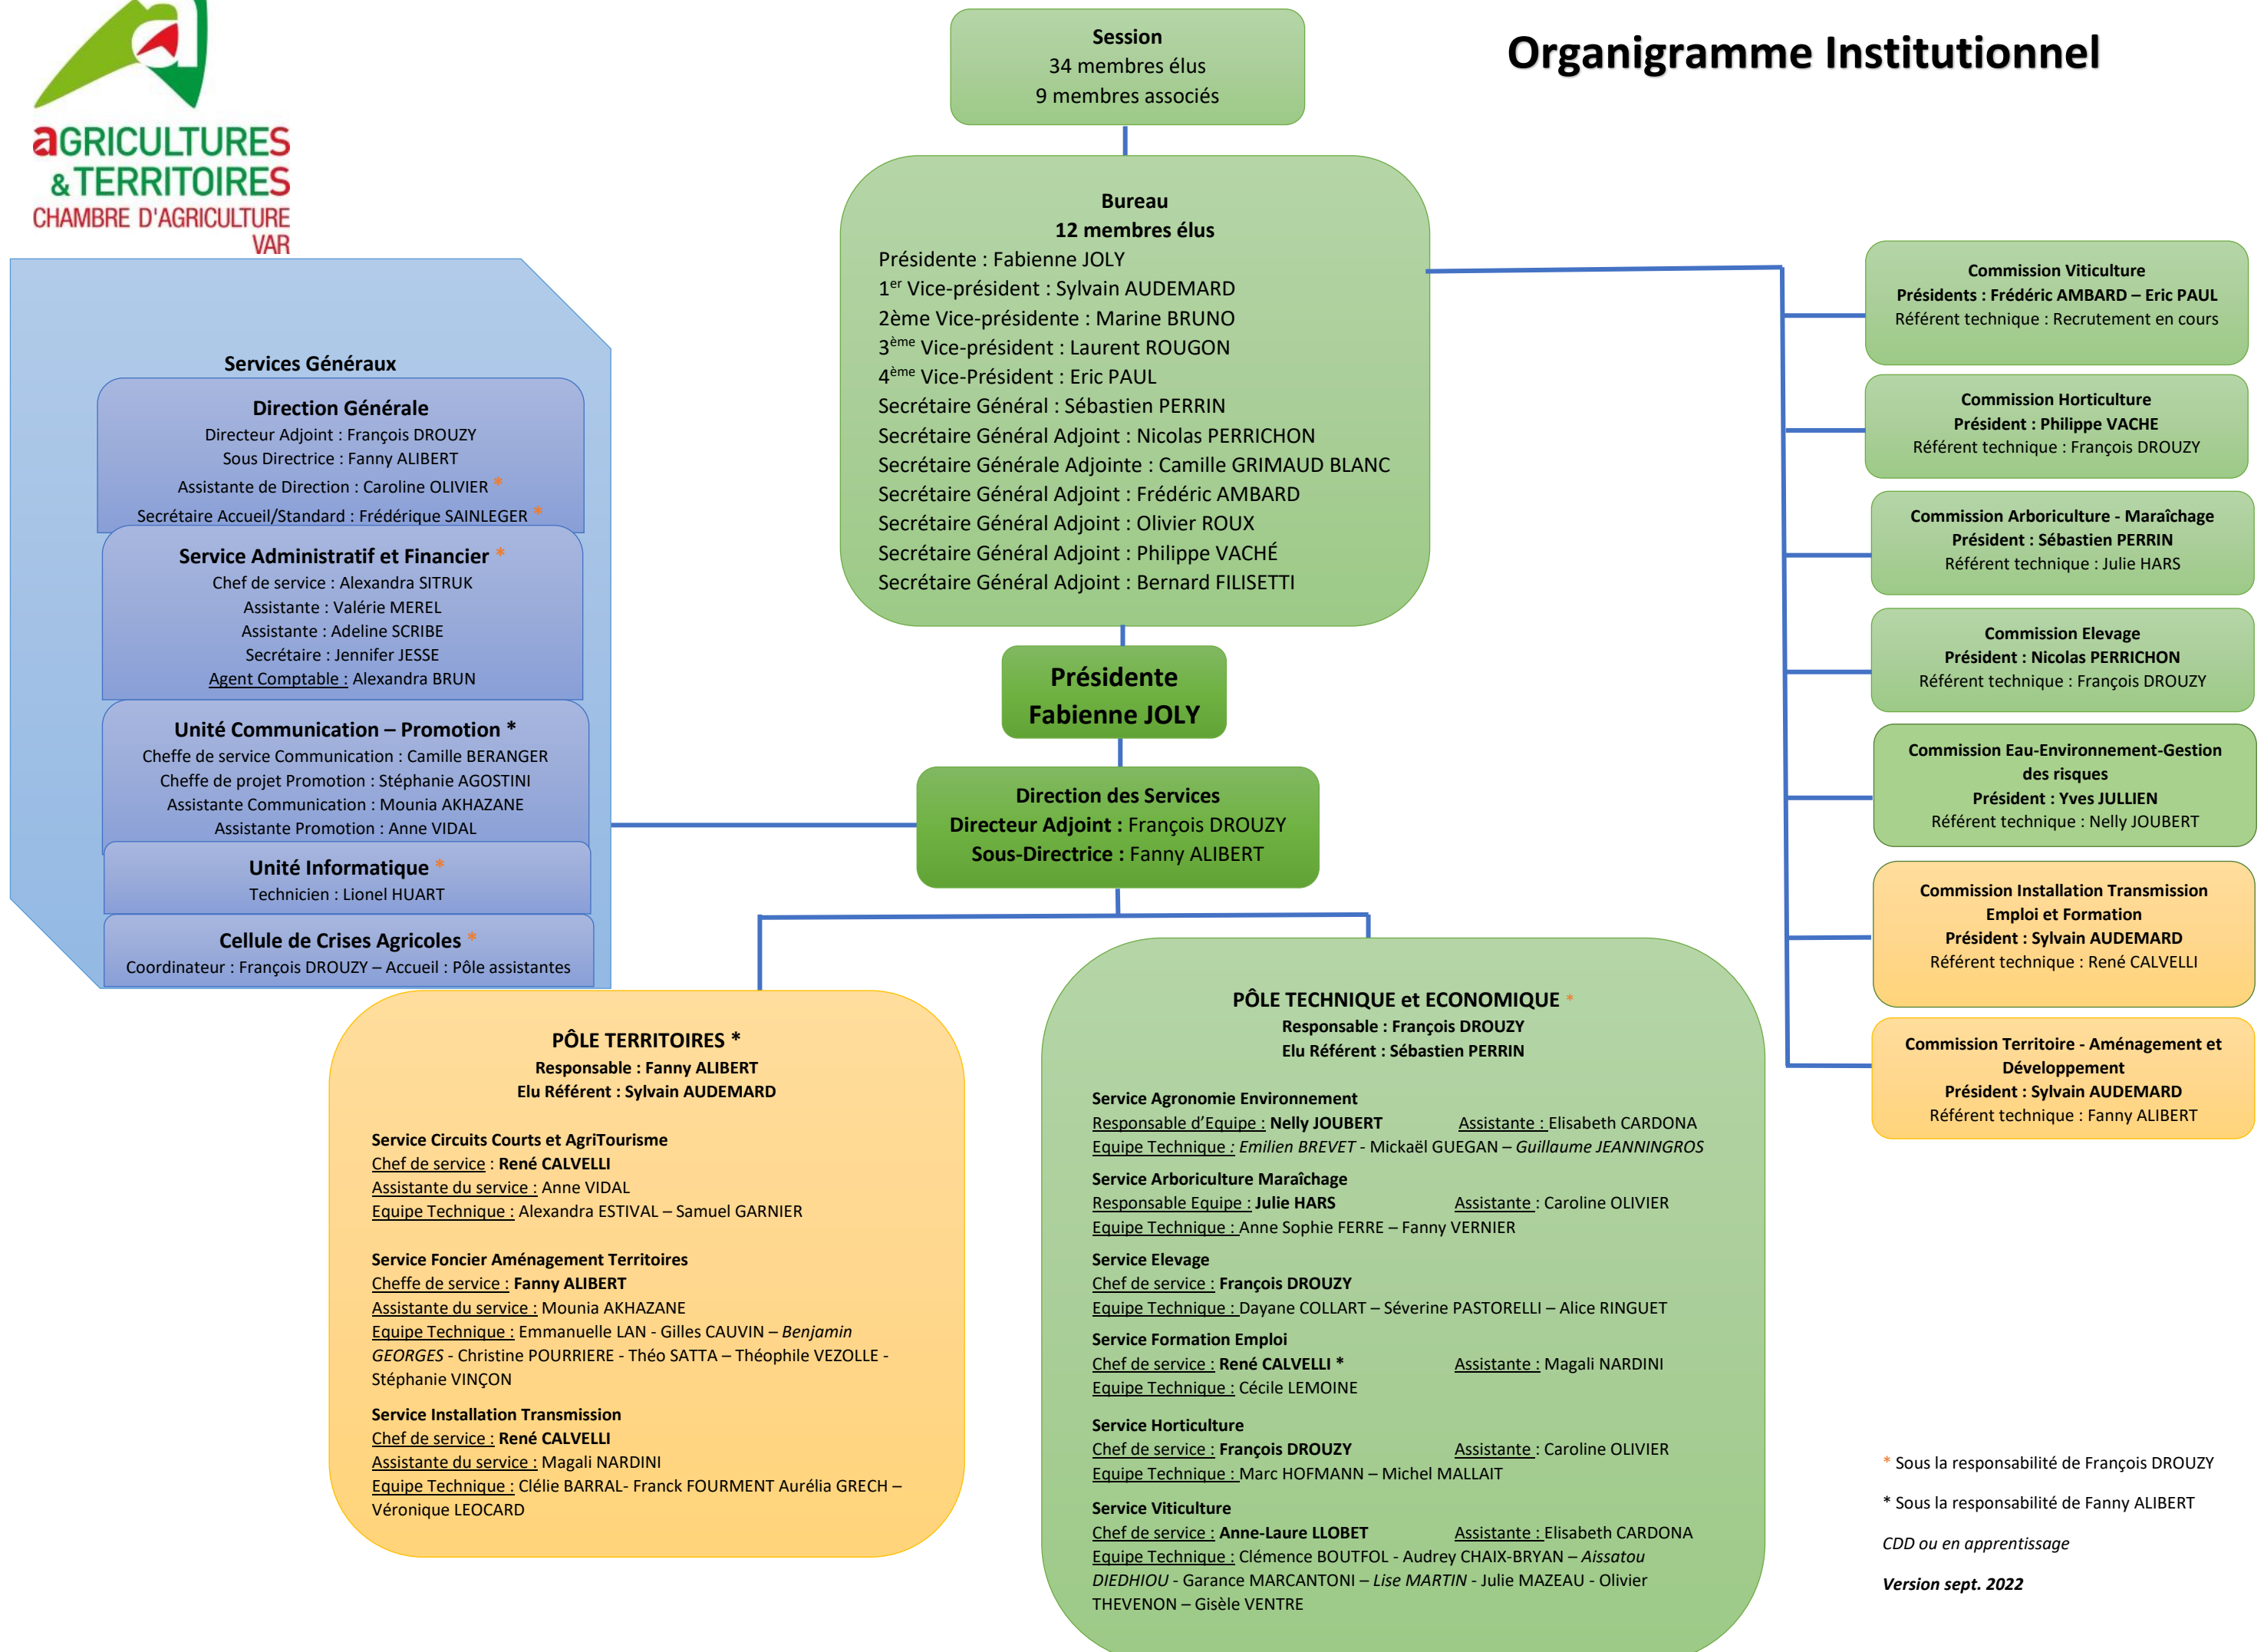 aGRICULTURES
& TERRITOIRES
CHAMBRE D'AGRICULTURE
VAR
Organigramme Institutionnel
Session
34 membres élus
9 membres associés
Bureau
12 membres élus
Présidente : Fabienne JOLY
1er Vice-président : Sylvain AUDEMARD
2ème Vice-présidente : Marine BRUNO
3ème Vice-président : Laurent ROUGON
4ème Vice-Président : Eric PAUL
Secrétaire Général : Sébastien PERRIN
Secrétaire Général Adjoint : Nicolas PERRICHON
Secrétaire Générale Adjointe : Camille GRIMAUD BLANC
Secrétaire Général Adjoint : Frédéric AMBARD
Secrétaire Général Adjoint : Olivier ROUX
Secrétaire Général Adjoint : Philippe VACHÉ
Secrétaire Général Adjoint : Bernard FILISETTI
Présidente
Fabienne JOLY
Direction des Services
Directeur Adjoint : François DROUZY
Sous-Directrice : Fanny ALIBERT
Services Généraux
Direction Générale
Directeur Adjoint : François DROUZY
Sous Directrice : Fanny ALIBERT
Assistante de Direction : Caroline OLIVIER *
Secrétaire Accueil/Standard : Frédérique SAINLEGER *
Service Administratif et Financier *
Chef de service : Alexandra SITRUK
Assistante : Valérie MEREL
Assistante : Adeline SCRIBE
Secrétaire : Jennifer JESSE
Agent Comptable : Alexandra BRUN
Unité Communication – Promotion *
Cheffe de service Communication : Camille BERANGER
Cheffe de projet Promotion : Stéphanie AGOSTINI
Assistante Communication : Mounia AKHAZANE
Assistante Promotion : Anne VIDAL
Unité Informatique *
Technicien : Lionel HUART
Cellule de Crises Agricoles *
Coordinateur : François DROUZY – Accueil : Pôle assistantes
Commission Viticulture
Présidents : Frédéric AMBARD – Eric PAUL
Référent technique : Recrutement en cours
Commission Horticulture
Président : Philippe VACHE
Référent technique : François DROUZY
Commission Arboriculture - Maraîchage
Président : Sébastien PERRIN
Référent technique : Julie HARS
Commission Elevage
Président : Nicolas PERRICHON
Référent technique : François DROUZY
Commission Eau-Environnement-Gestion
des risques
Président : Yves JULLIEN
Référent technique : Nelly JOUBERT
Commission Installation Transmission
Emploi et Formation
Président : Sylvain AUDEMARD
Référent technique : René CALVELLI
Commission Territoire - Aménagement et
Développement
Président : Sylvain AUDEMARD
Référent technique : Fanny ALIBERT
PÔLE TERRITOIRES *
Responsable : Fanny ALIBERT
Elu Référent : Sylvain AUDEMARD
Service Circuits Courts et AgriTourisme
Chef de service : René CALVELLI
Assistante du service : Anne VIDAL
Equipe Technique : Alexandra ESTIVAL – Samuel GARNIER
Service Foncier Aménagement Territoires
Cheffe de service : Fanny ALIBERT
Assistante du service : Mounia AKHAZANE
Equipe Technique : Emmanuelle LAN - Gilles CAUVIN – Benjamin
GEORGES - Christine POURRIERE - Théo SATTA – Théophile VEZOLLE -
Stéphanie VINÇON
Service Installation Transmission
Chef de service : René CALVELLI
Assistante du service : Magali NARDINI
Equipe Technique : Clélie BARRAL- Franck FOURMENT Aurélia GRECH –
Véronique LEOCARD
PÔLE TECHNIQUE et ECONOMIQUE *
Responsable : François DROUZY
Elu Référent : Sébastien PERRIN
Service Agronomie Environnement
Responsable d’Equipe : Nelly JOUBERT Assistante : Elisabeth CARDONA
Equipe Technique : Emilien BREVET - Mickaël GUEGAN – Guillaume JEANNINGROS
Service Arboriculture Maraîchage
Responsable Equipe : Julie HARS Assistante : Caroline OLIVIER
Equipe Technique : Anne Sophie FERRE – Fanny VERNIER
Service Elevage
Chef de service : François DROUZY
Equipe Technique : Dayane COLLART – Séverine PASTORELLI – Alice RINGUET
Service Formation Emploi
Chef de service : René CALVELLI * Assistante : Magali NARDINI
Equipe Technique : Cécile LEMOINE
Service Horticulture
Chef de service : François DROUZY Assistante : Caroline OLIVIER
Equipe Technique : Marc HOFMANN – Michel MALLAIT
Service Viticulture
Chef de service : Anne-Laure LLOBET Assistante : Elisabeth CARDONA
Equipe Technique : Clémence BOUTFOL - Audrey CHAIX-BRYAN – Aissatou
DIEDHIOU - Garance MARCANTONI – Lise MARTIN - Julie MAZEAU - Olivier
THEVENON – Gisèle VENTRE
* Sous la responsabilité de François DROUZY
* Sous la responsabilité de Fanny ALIBERT
CDD ou en apprentissage
Version sept. 2022